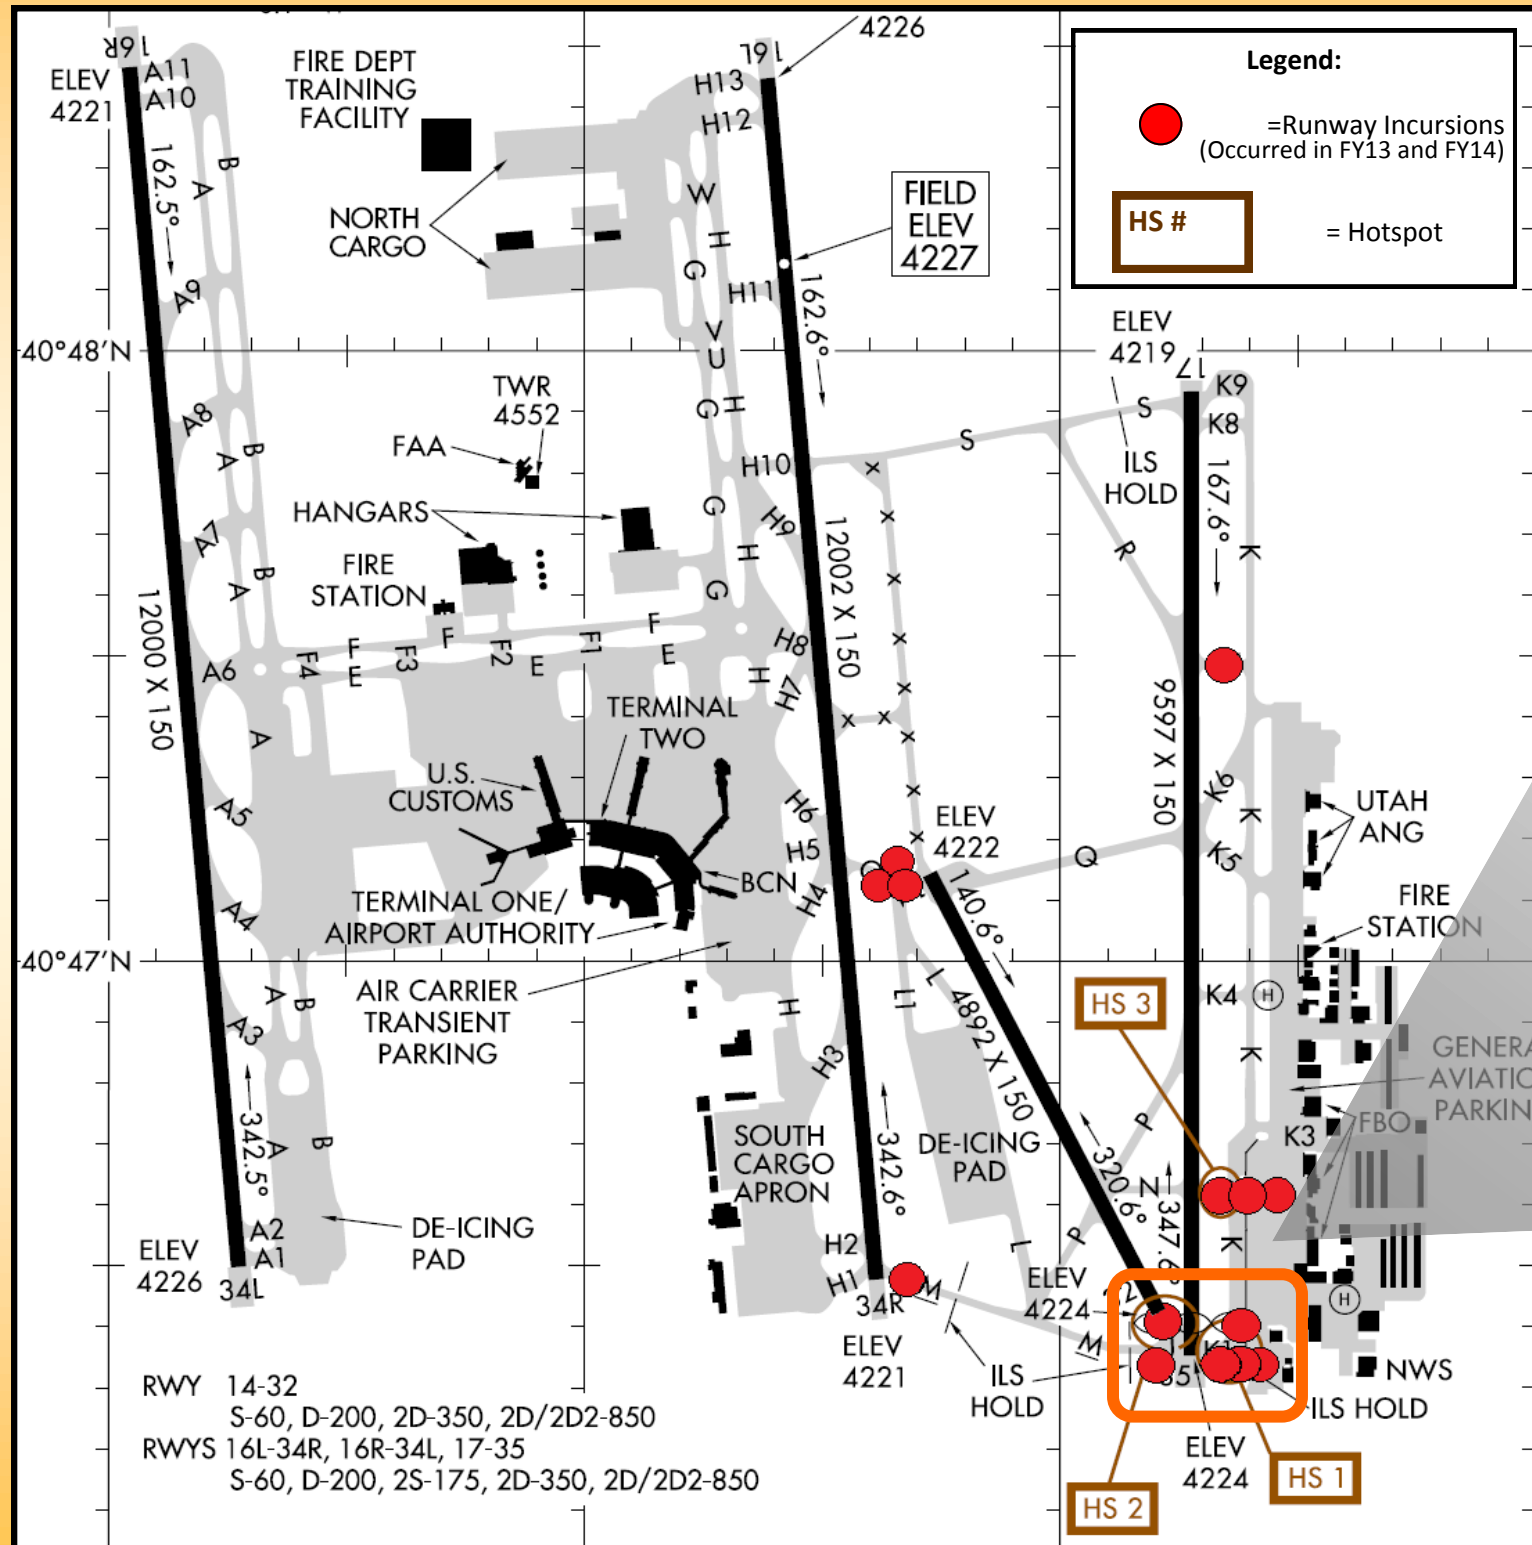 4226
Legend:
=Runway Incursions
(Occurred in FY13 and FY14)
HS #
= Hotspot
16R
ELEV
4221
A11
A10
162.5°
B
A
A9
FIRE DEPT
TRAINING
FACILITY
NORTH
CARGO
16L
H13
H12
W
H
G
H11
V
U
162.6°
FIELD
ELEV
4227
40°48'N
A8
B
A
A7
B
A
12000 X 150
TWR
4552
FAA
HANGARS
FIRE
STATION
G
H
H10
G
H9
H
G
12002 X 150
S
S
ELEV
4219
17
ILS
HOLD
K9
K8
167.6°
R
K
X
X
X
X
X
X
X
X
X
X
A6
F4
F
E
F3
F
F2
E
F1
F
E
H8
H
H7
A
A5
TERMINAL
TWO
U.S.
CUSTOMS
H6
H5
ELEV
4222
Q
9597 X 150
K6
K
K5
UTAH
ANG
A4
TERMINAL ONE/
AIRPORT AUTHORITY
BCN
H4
140.6°
FIRE
STATION
40°47'N
A
B
A3
AIR CARRIER
TRANSIENT
PARKING
H
H3
L1
L
4892 X 150
HS 3
K4
H
K
GENERA
AVIATIO
PARKIN
342.5°
A
B
SOUTH
CARGO
APRON
342.6°
DE-ICING
PAD
P
320.6°
Z
347.6°
K3
FBO
K
A2
A1
34L
ELEV
4226
DE-ICING
PAD
H2
H1
34R
ELEV
4221
M
L
P
ELEV
4224
32
M
ILS
HOLD
H
NWS
ILS HOLD
ELEV
4224
HS 2
HS 1
RWY 14-32
S-60, D-200, 2D-350, 2D/2D2-850
RWYS 16L-34R, 16R-34L, 17-35
S-60, D-200, 2S-175, 2D-350, 2D/2D2-850